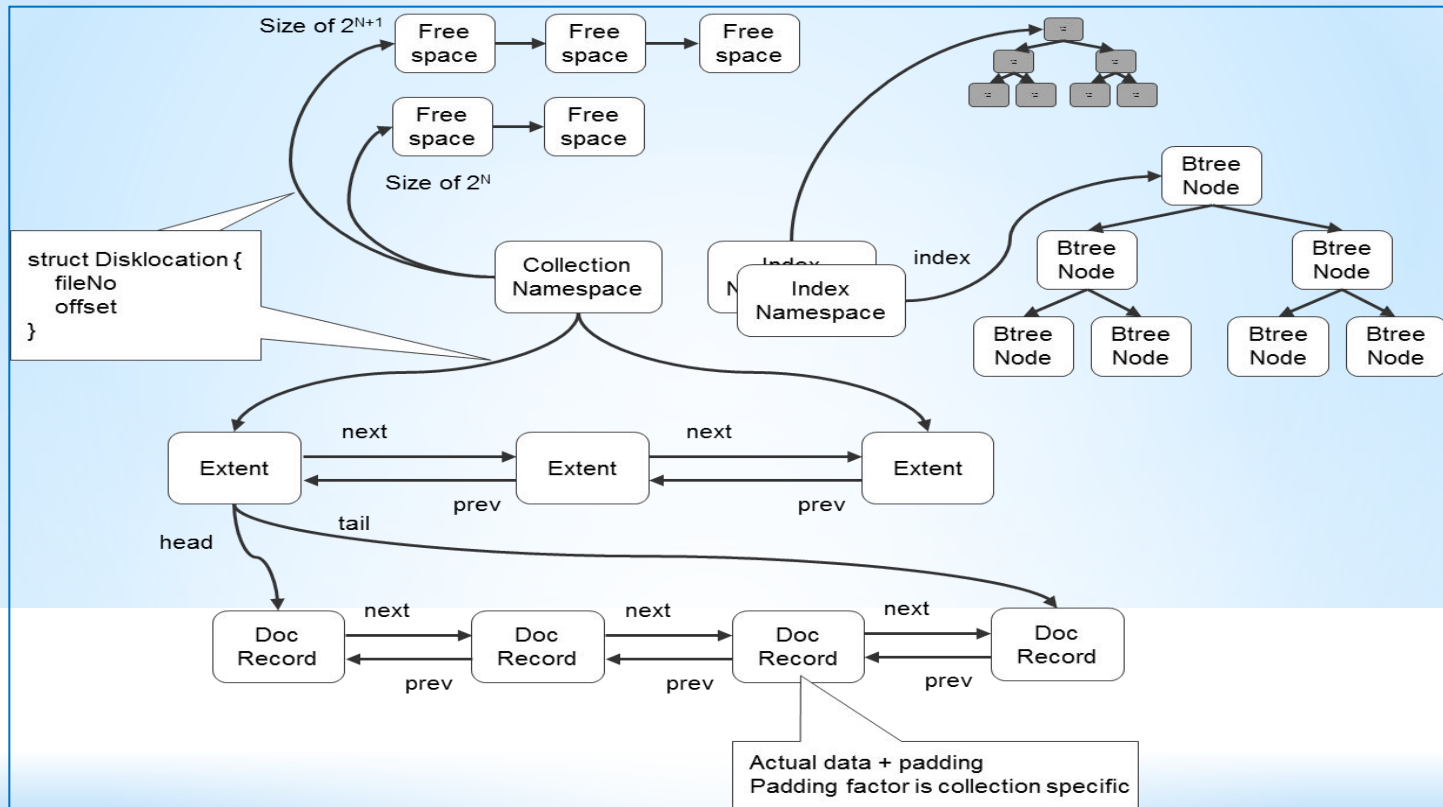 Size of 2ᴺ⁺¹
Free
space
Free
space
Free
space
Free
space
Free
space
Size of 2ᴺ
struct Disklocation {
fileNo
offset
}
Collection
Namespace
Index
Index
Namespace
index
Btree
Node
Btree
Node
Btree
Node
Btree
Node
Btree
Node
Btree
Node
Btree
Node
Extent
next
prev
Extent
next
prev
Extent
head
tail
Doc
Record
next
prev
Doc
Record
next
prev
Doc
Record
next
prev
Doc
Record
Actual data + padding
Padding factor is collection specific